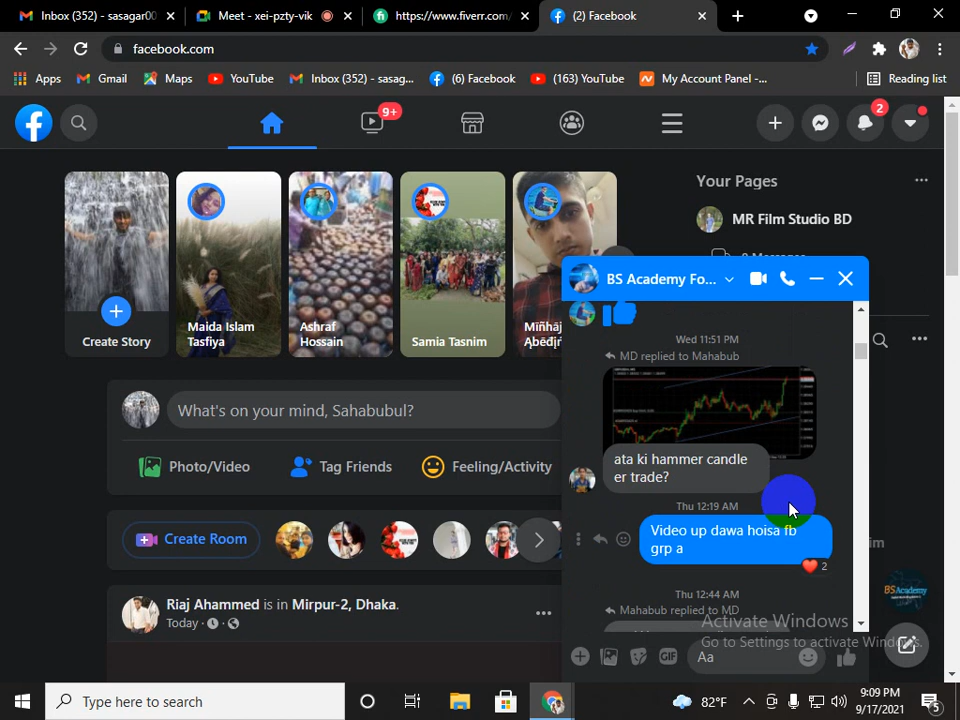 Inbox (352) - sasagar00
Meet - xei-pzty-vik
https://www.fiverr.com/
(2) Facebook
facebook.com
Apps
Gmail
Maps
YouTube
Inbox (352) - sasag...
(6) Facebook
(163) YouTube
My Account Panel -...
Reading list
9+
2
Create Story
Maida Islam
Tasfiya
Ashraf
Hossain
Samia Tasnim
Your Pages
MR Film Studio BD
BS Academy Fo...
Wed 11:51 PM
MD replied to Mahabub
ata ki hammer candle
er trade?
Thu 12:19 AM
Video up dawa hoisa fb
grp a
2
Thu 12:44 AM
Mahabub replied to MD
Aa
GIF
What's on your mind, Sahabubul?
Photo/Video
Tag Friends
Feeling/Activity
Create Room
Riaj Ahammed is in Mirpur-2, Dhaka.
Today
BSAcademy
Activate Windows
Go to Settings to activate Windows.
Type here to search
82°F
9:09 PM
9/17/2021
5